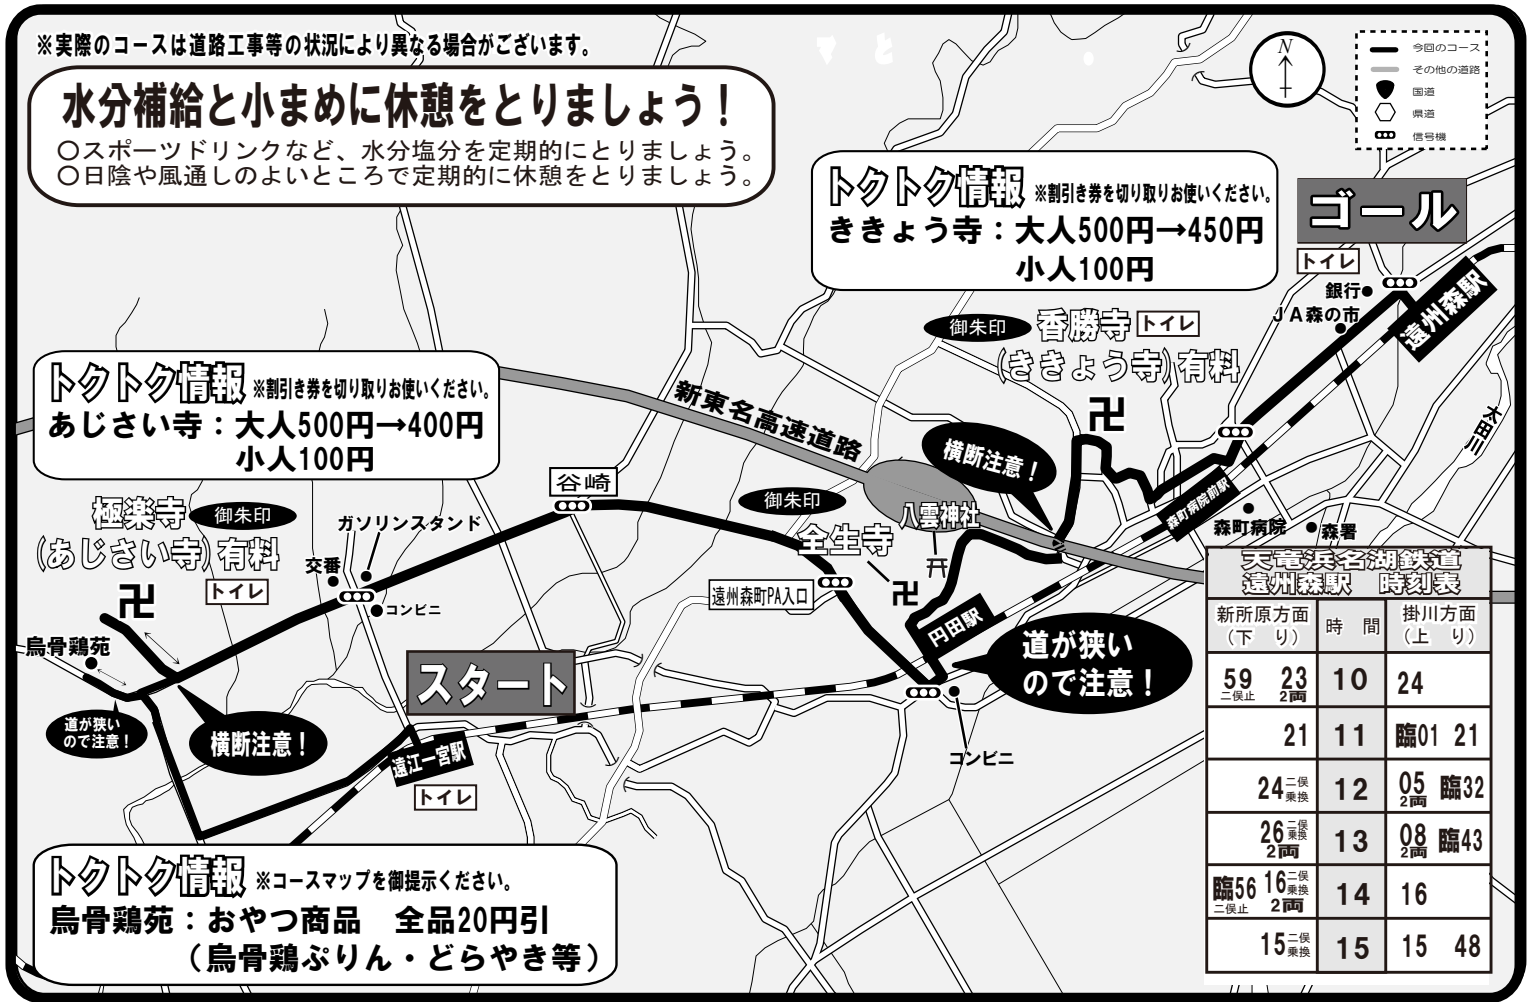 ※実際のコースは道路工事等の状況により異なる場合がございます。
水分補給と小まめに休憩をとりましょう！
○スポーツドリンクなど、水分塩分を定期的にとりましょう。
○日陰や風通しのよいところで定期的に休憩をとりましょう。
N
今回のコース
その他の道路
国道
県道
信号機
トクトク情報 ※割引き券を切り取りお使いください。
ききょう寺：大人500円→450円
小人100円
ゴール
トイレ
銀行
JA森の市
遠州森駅
御朱印 香勝寺 トイレ
(ききょう寺)有料
卍
太田川
トクトク情報 ※割引き券を切り取りお使いください。
あじさい寺：大人500円→400円
小人100円
新東名高速道路
横断注意！
谷崎
御朱印
全生寺
八雲神社
卍
遠州森町PA入口
円田駅
森町病院前駅
森町病院
森署
極楽寺 御朱印
(あじさい寺)有料
トイレ
卍
ガソリンスタンド
交番
コンビニ
烏骨鶏苑
道が狭い
ので注意！
横断注意！
スタート
遠江一宮駅
トイレ
道が狭い
ので注意！
コンビニ
天竜浜名湖鉄道
遠州森駅 時刻表
新所原方面 時 間 掛川方面
（下 り） （上 り）
59 23 10 24
二俣止 2両
21 11 臨01 21
24 二俣乗換 12 05 臨32
2両
26 二俣乗換 13 08 臨43
2両 2両
臨56 16 二俣乗換 14 16
二俣止 2両
15 二俣乗換 15 15 48
トクトク情報 ※コースマップを御提示ください。
烏骨鶏苑：おやつ商品 全品20円引
（烏骨鶏ぷりん・どらやき等）